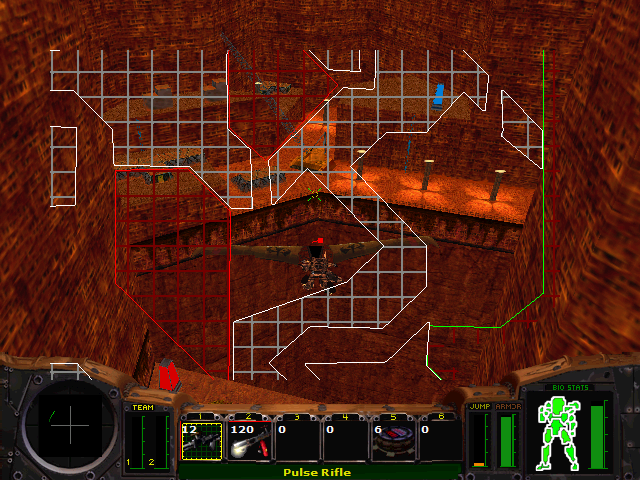 TEAM
1 2
1 2 3 4 5 6
12 120 0 0 6 0
JUMP ARMOR
BIO STATS
Pulse Rifle